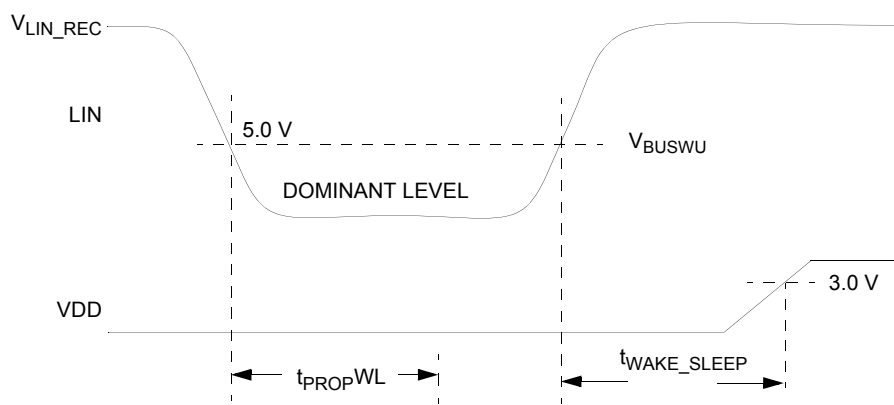 VLIN_REC
LIN
5.0 V
VBUSWU
DOMINANT LEVEL
3.0 V
VDD
tPROPWL
tWAKE_SLEEP